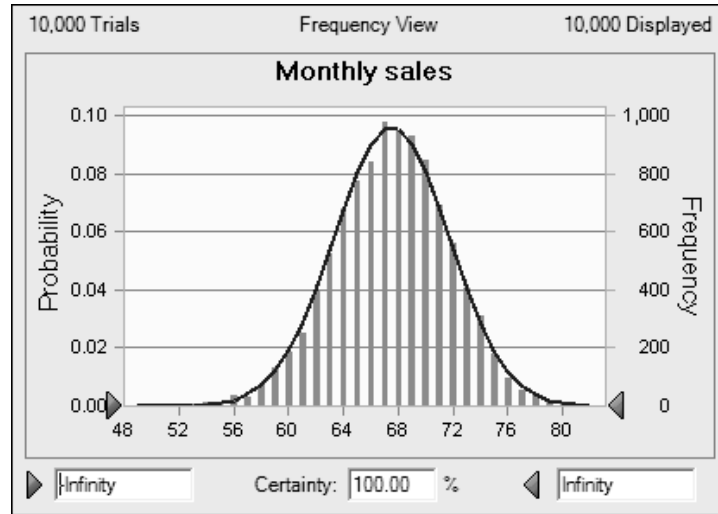 10,000 Trials Frequency View 10,000 Displayed
Monthly sales
Probability
0.10
0.08
0.06
0.04
0.02
0.00
1,000
800
600
400
200
0
Frequency
48 52 56 60 64 68 72 76 80
-Infinity Certainty: 100.00 % Infinity